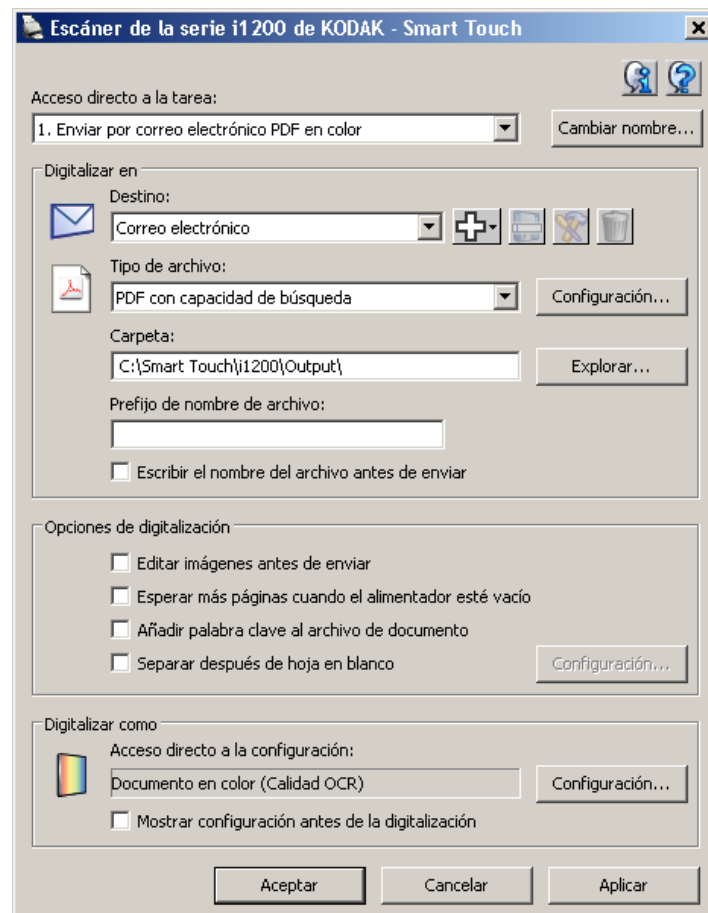 Escáner de la serie i1200 de KODAK - Smart Touch
Acceso directo a la tarea:
1. Enviar por correo electrónico PDF en color
Cambiar nombre...
Digitalizar en
Destino:
Correo electrónico
Tipo de archivo:
PDF con capacidad de búsqueda
Configuración...
Carpeta:
C:\Smart Touch\i1200\Output\
Explorar...
Prefijo de nombre de archivo:
Escribir el nombre del archivo antes de enviar
Opciones de digitalización
Editar imágenes antes de enviar
Esperar más páginas cuando el alimentador esté vacío
Añadir palabra clave al archivo de documento
Separar después de hoja en blanco
Configuración...
Digitalizar como
Acceso directo a la configuración:
Documento en color (Calidad OCR)
Configuración...
Mostrar configuración antes de la digitalización
Aceptar
Cancelar
Aplicar